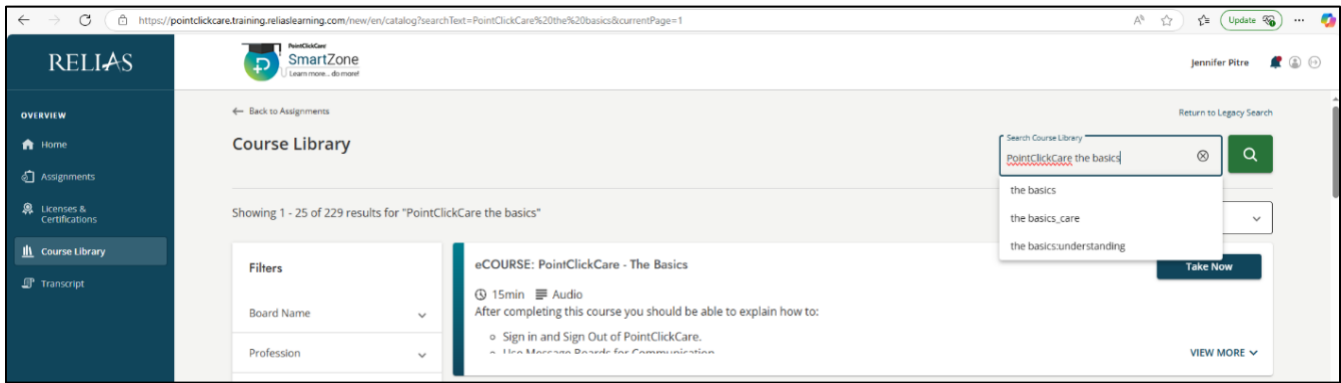 https://pointclickcare.training.reliaslearning.com/new/en/catalog?searchText=PointClickCare%20the%20basics&currentPage=1
Update
RELIAS
PointClickCare
SmartZone
Learn more... do more!
Jennifer Pitre
OVERVIEW
Home
Assignments
Licenses &
Certifications
Course Library
Transcript
← Back to Assignments
Return to Legacy Search
Course Library
Search Course Library
PointClickCare the basics
the basics
the basics_care
the basics:understanding
Showing 1 - 25 of 229 results for "PointClickCare the basics"
Filters
Board Name
Profession
eCOURSE: PointClickCare - The Basics
Take Now
15min Audio
After completing this course you should be able to explain how to:
Sign in and Sign Out of PointClickCare.
Use Message Boards for Communication
VIEW MORE